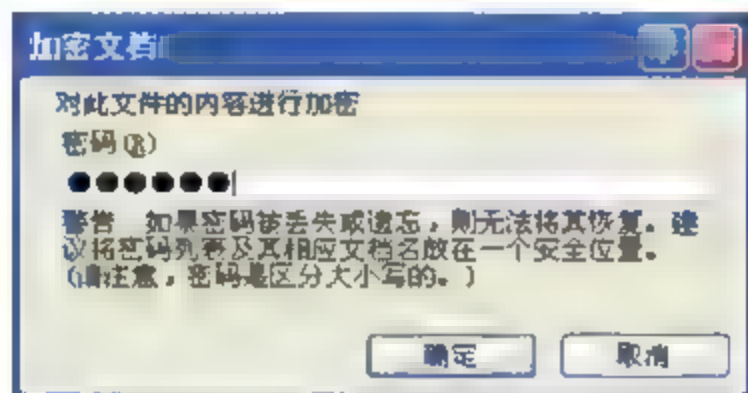 加密文档
对此文件的内容进行加密
密码(R)
●●●●●●
警告 如果密码被丢失或遗忘，则无法将其恢复。建
议将密码列表及其相应文档名放在一个安全位置。
(请注意，密码是区分大小写的。)
确定 取消